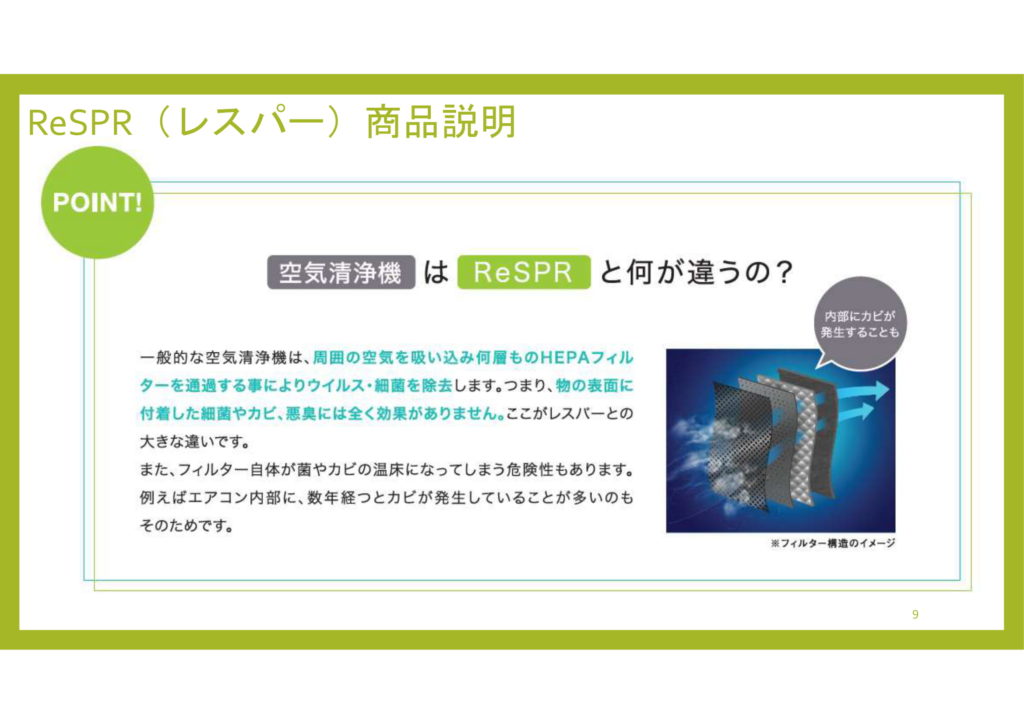 ReSPR（レスパー）商品説明
POINT!
空気清浄機 は ReSPR と何が違うの？
内部にカビが
発生することも
一般的な空気清浄機は、周囲の空気を吸い込み何層ものHEPAフィル
ターを通過する事によりウイルス・細菌を除去します。つまり、物の表面に
付着した細菌やカビ、悪臭には全く効果がありません。ここがレスパーとの
大きな違いです。
また、フィルター自体が菌やカビの温床になってしまう危険性もあります。
例えばエアコン内部に、数年経つとカビが発生していることが多いのも
そのためです。
※フィルター構造のイメージ
9